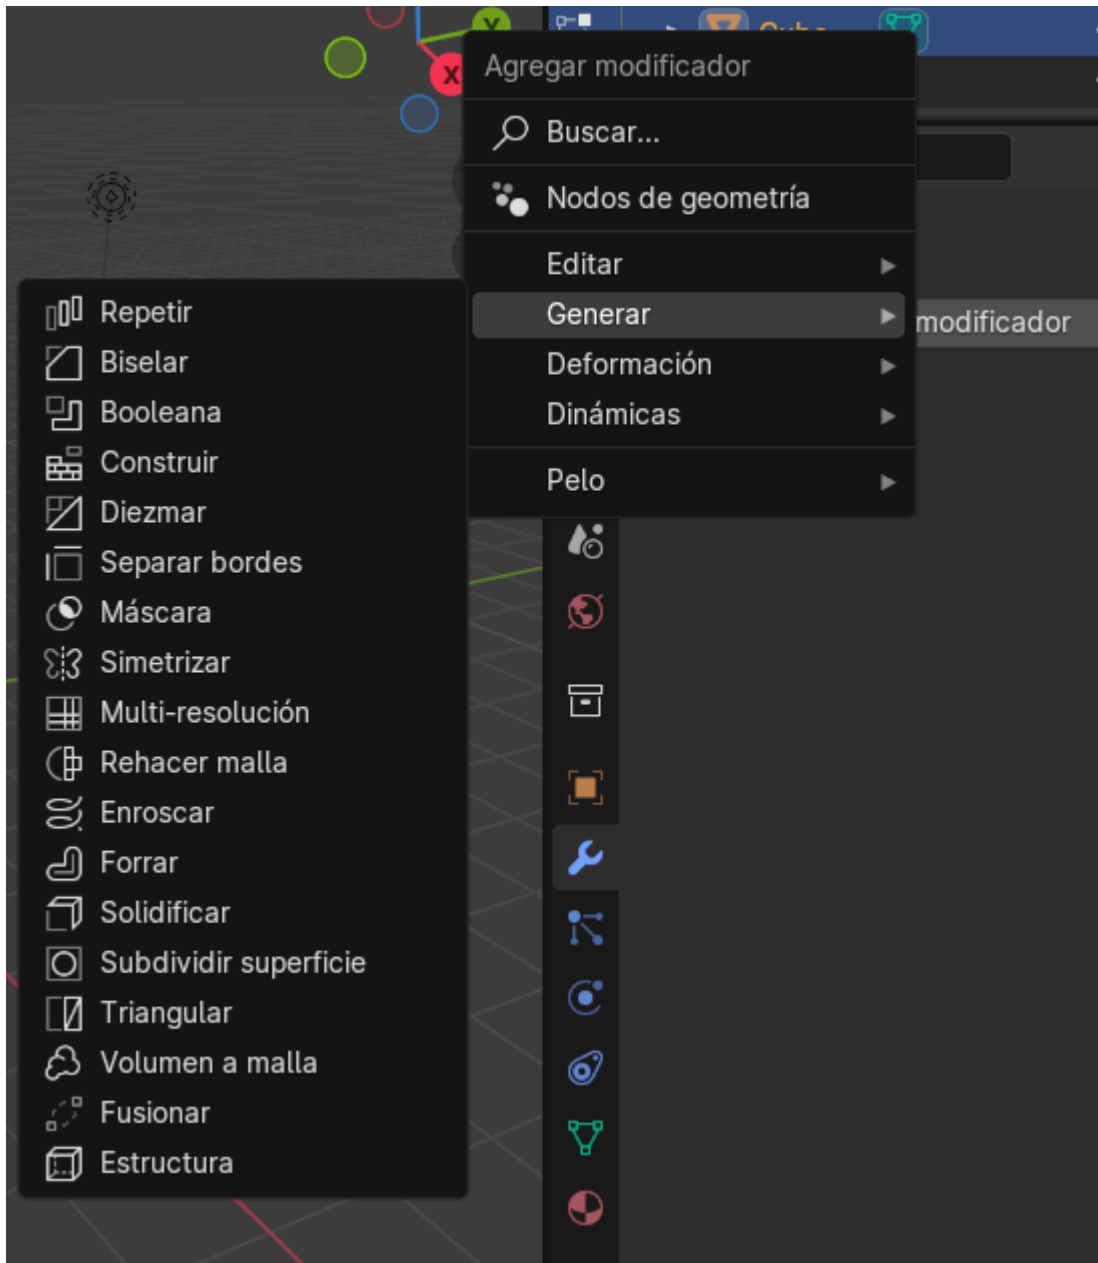 Cube
Y
X
Agregar modificador
Buscar...
Nodos de geometría
Editar
Generar
modificador
Deformación
Dinámicas
Pelo
Repetir
Biselar
Booleana
Construir
Diezmar
Separar bordes
Máscara
Simetrizar
Multi-resolución
Rehacer malla
Enroscar
Forrar
Solidificar
Subdividir superficie
Triangular
Volumen a malla
Fusionar
Estructura